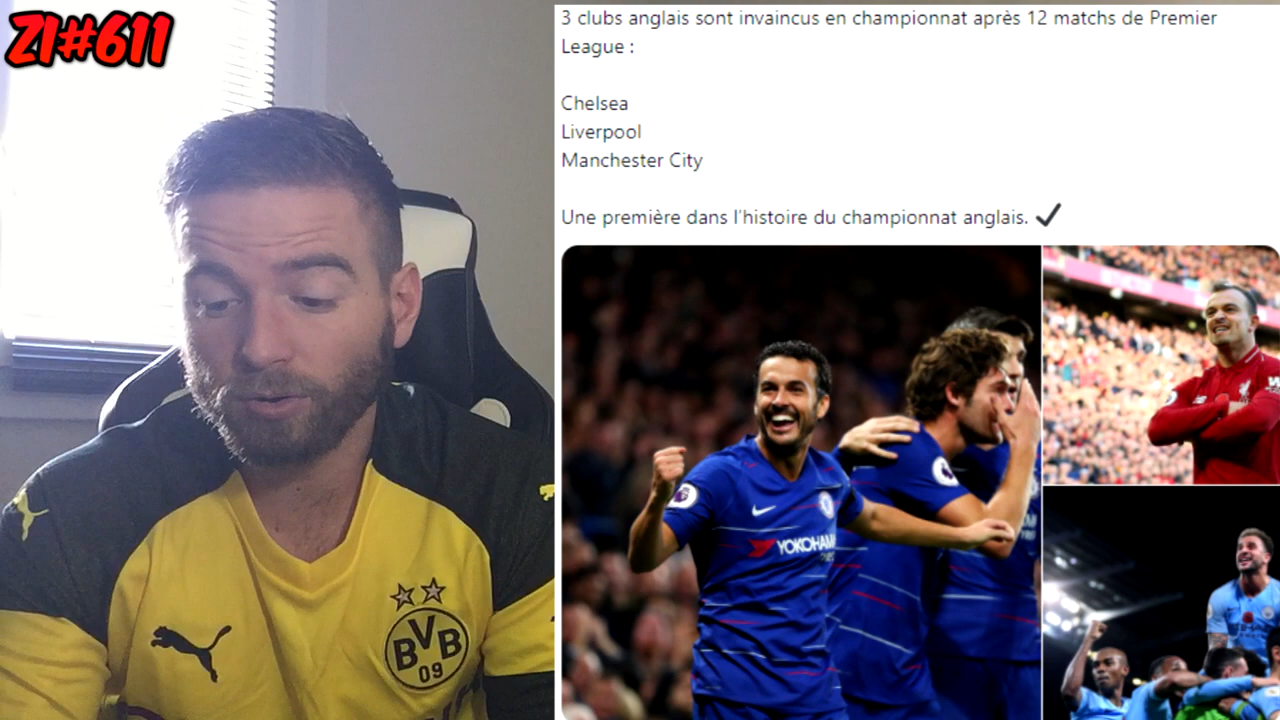 ZI#611
3 clubs anglais sont invaincus en championnat après 12 matchs de Premier
League :
Chelsea
Liverpool
Manchester City
Une première dans l'histoire du championnat anglais.
YOKOHAMA
BVB
09